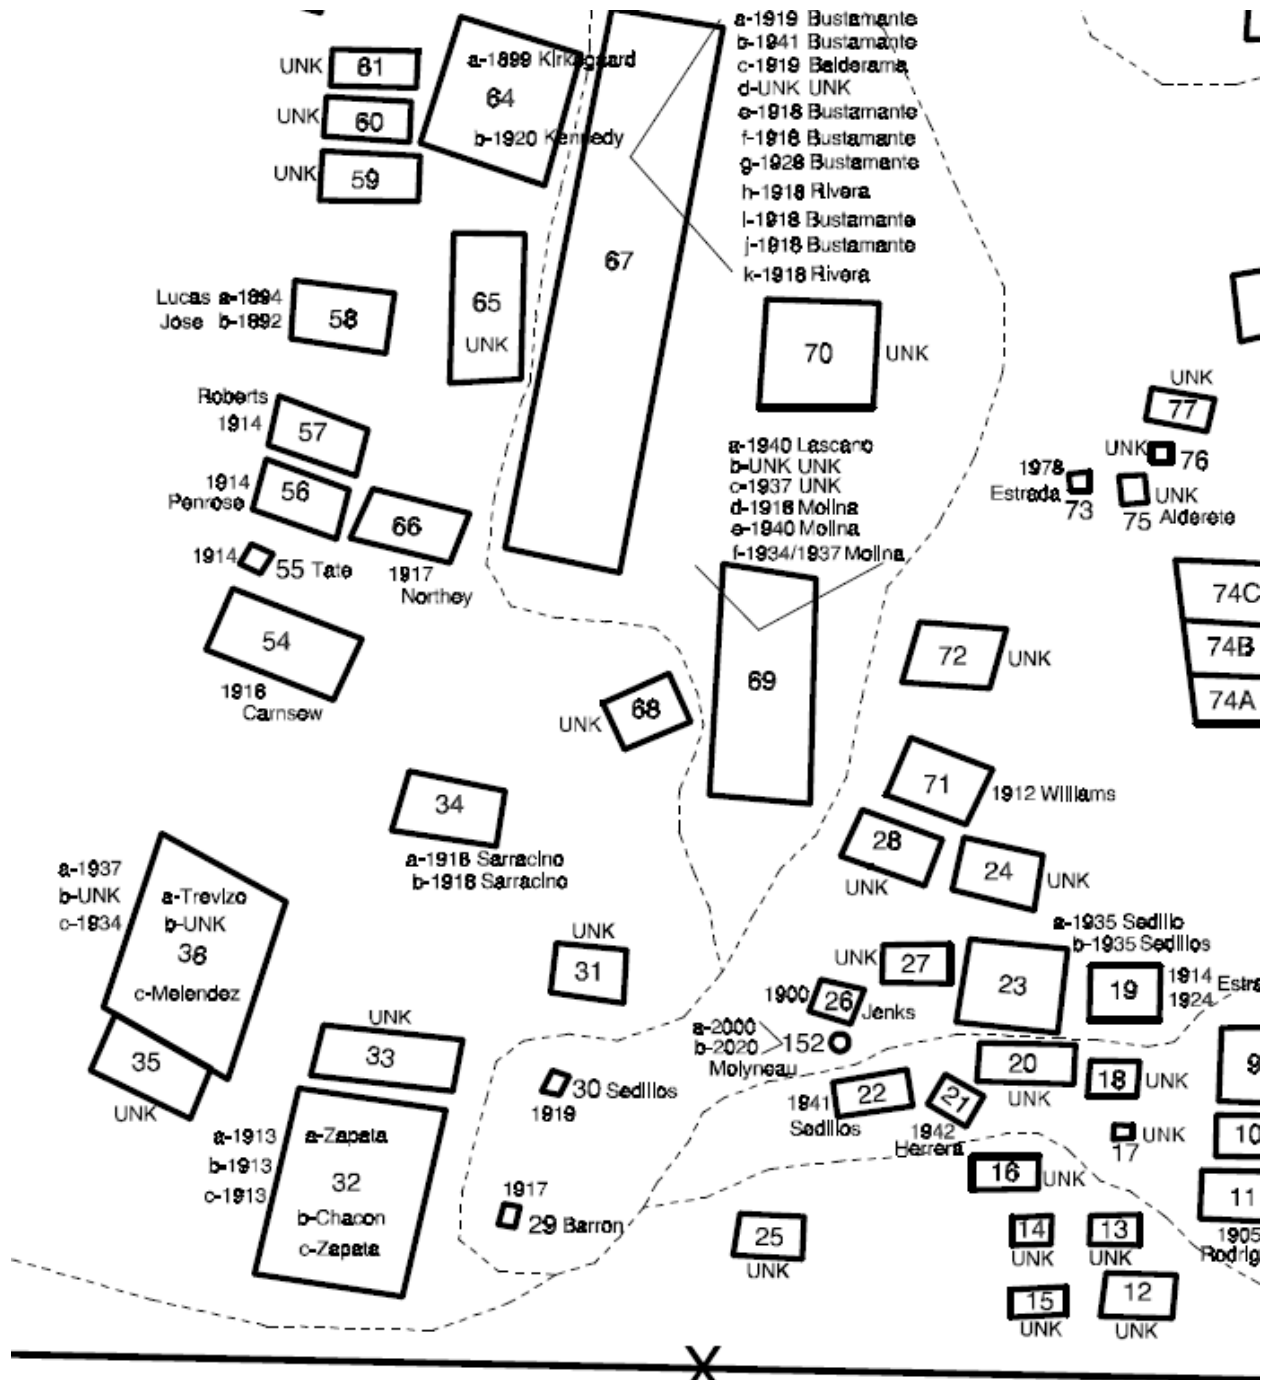 a-1919 Bustamante
b-1941 Bustamante
c-1919 Balderama
d-UNK UNK
e-1918 Bustamante
f-1918 Bustamante
g-1928 Bustamante
h-1918 Rivera
i-1918 Bustamante
j-1918 Bustamante
k-1918 Rivera
67
UNK 61
UNK 60
UNK 59
a-1899 Kirkegaard
64
b-1920 Kennedy
Lucas a-1894
Jose b-1892
58
65
UNK
70 UNK
Roberts
1914
57
1914
Penrose
56
66
1917
Northey
1914 55 Tate
54
1916
Carnsew
a-1940 Lascano
b-UNK UNK
c-1937 UNK
d-1918 Molina
e-1940 Molina
f-1934/1937 Molina
69
UNK
77
UNK 76
1978
Estrada
73
75
UNK
Alderete
74C
74B
74A
72 UNK
UNK 68
71 1912 Williams
28
UNK
24 UNK
34
a-1918 Sarracino
b-1918 Sarracino
a-1937
b-UNK
c-1934
a-Trevizo
b-UNK
36
c-Melendez
35
UNK
UNK
31
UNK 27
a-1935 Sedillo
b-1935 Sedillos
23
19
1914 Estra
1924
1900 26 Jenks
a-2000
b-2020
Molyneau
152
UNK
33
30 Sedillos
1919
20
UNK
18 UNK
22
1941
Sedillos
21
1942
Herrera
17
UNK
9
10
11
1905
Rodrig
a-1913
b-1913
c-1913
a-Zapata
32
b-Chacon
c-Zapata
1917
29 Barron
16 UNK
25
UNK
14
UNK
13
UNK
15
UNK
12
UNK
X